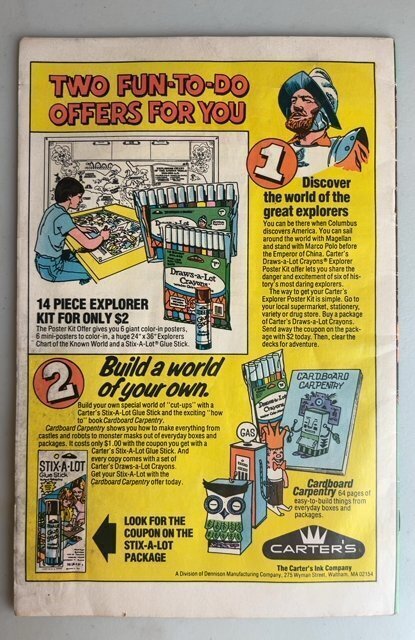 TWO FUN-TO-DO
OFFERS FOR YOU
1
Discover
the world of the
great explorers
You can be there when Columbus
discovers America. You can sail
around the world with Magellan
and stand with Marco Polo before
the Emperor of China. Carter's
Draws-a-Lot Crayons® Explorer
Poster Kit offer lets you share the
danger and excitement of six of his-
tory's most daring explorers.
The way to get your Carter's
Explorer Poster Kit is simple. Go to
your local supermarket, stationery,
variety or drug store. Buy a package
of Carter's Draws-a-Lot Crayons.
Send away the coupon on the pack-
age with $2 today. Then, clear the
decks for adventure.
Draws-a-Lot
Crayons
14 PIECE EXPLORER
KIT FOR ONLY $2
The Poster Kit Offer gives you 6 giant color-in posters,
6 mini-posters to color-in, a huge 24" x 36" Explorers
Chart of the Known World and a Stix-A-Lot® Glue Stick.
2
Build a world
of your own.
Build your own special world of "cut-ups" with a
Carter's Stix-A-Lot Glue Stick and the exciting "how
to" book Cardboard Carpentry.
Cardboard Carpentry shows you how to make everything from
castles and robots to monster masks out of everyday boxes and
packages. It costs only $1.00 with the coupon you get with a
Carter's Stix-A-Lot Glue Stick. And
every copy comes with a set of
Carter's Draws-a-Lot Crayons.
Get your Stix-A-Lot with the
Cardboard Carpentry offer today.
STIX-A-LOT
Glue Stick
LOOK FOR THE
COUPON ON THE
STIX-A-LOT
PACKAGE
Draws-a-Lot
Crayons
CARDBOARD
CARPENTRY
GAS
Cardboard
Carpentry 64 pages of
easy-to-build things from
everyday boxes and
packages.
CARTER'S
The Carter's Ink Company
A Division of Dennison Manufacturing Company, 275 Wyman Street, Waltham, MA 02154